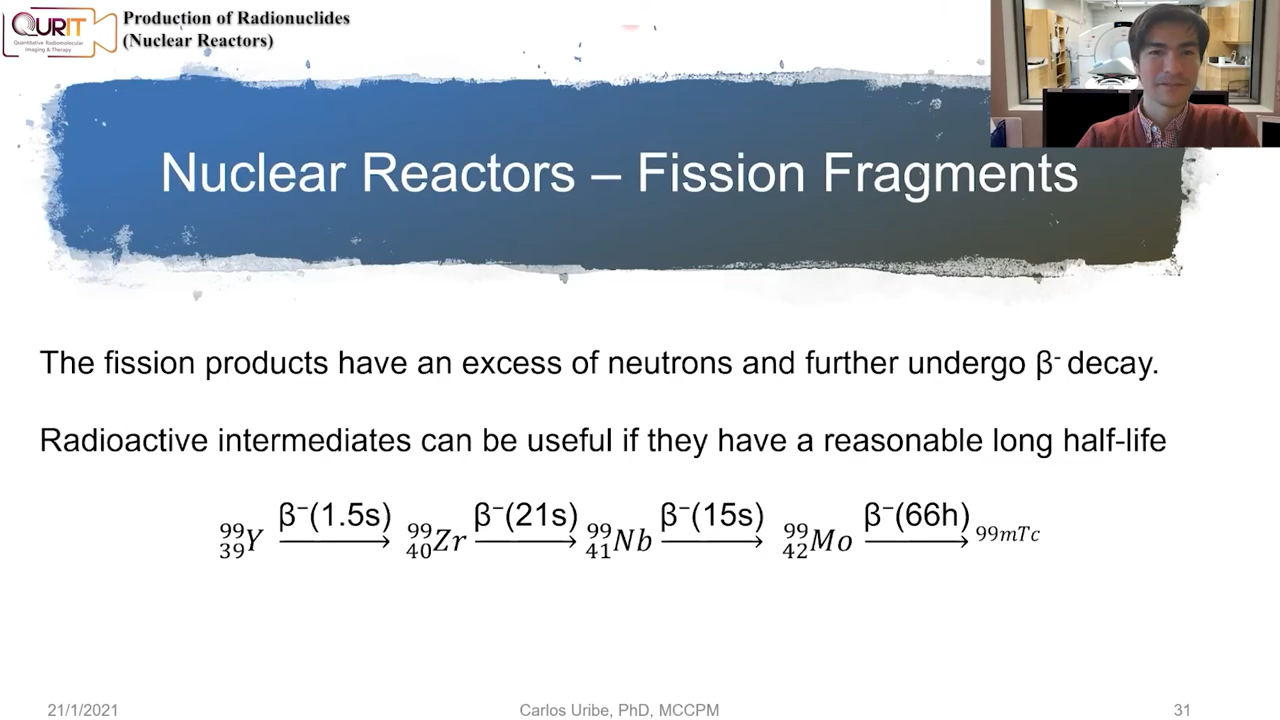 QURIT
Quantitative Radiomolecular
Imaging & Therapy
Production of Radionuclides
(Nuclear Reactors)
Nuclear Reactors – Fission Fragments
The fission products have an excess of neutrons and further undergo β⁻ decay.
Radioactive intermediates can be useful if they have a reasonable long half-life
⁹⁹₃₉Y β⁻(1.5s) ⟶ ⁹⁹₄₀Zr β⁻(21s) ⟶ ⁹⁹₄₁Nb β⁻(15s) ⟶ ⁹⁹₄₂Mo β⁻(66h) ⟶ ⁹⁹ᵐTc
21/1/2021 Carlos Uribe, PhD, MCCPM 31